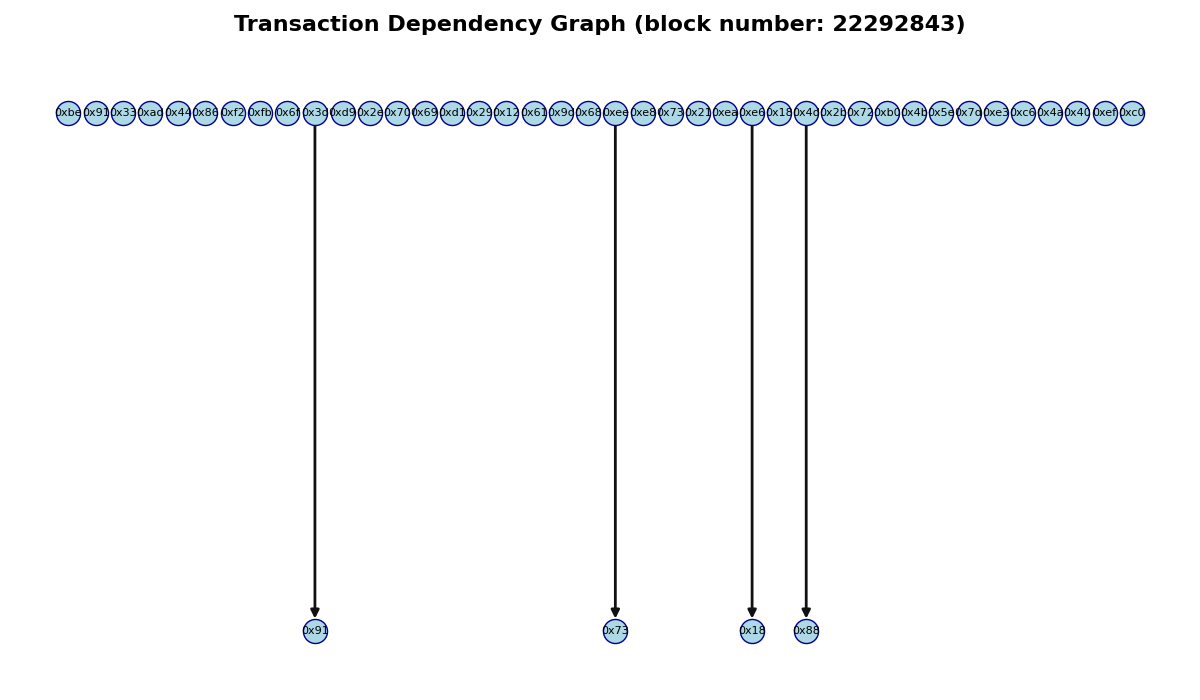 Transaction Dependency Graph (block number: 22292843)
0xbe 0x91 0x33 0xad 0x44 0x86 0xf2 0xfb 0x6f 0x3d 0xd9 0x2e 0x70 0x69 0xd1 0x29 0x12 0x61 0x9d 0x68 0xee 0xe8 0x73 0x21 0xea 0xe6 0x18 0x4d 0x2b 0x72 0xb0 0x4b 0x5e 0x7d 0xe3 0xc6 0x4a 0x40 0xef 0xc0
0x91 0x73 0x18 0x88